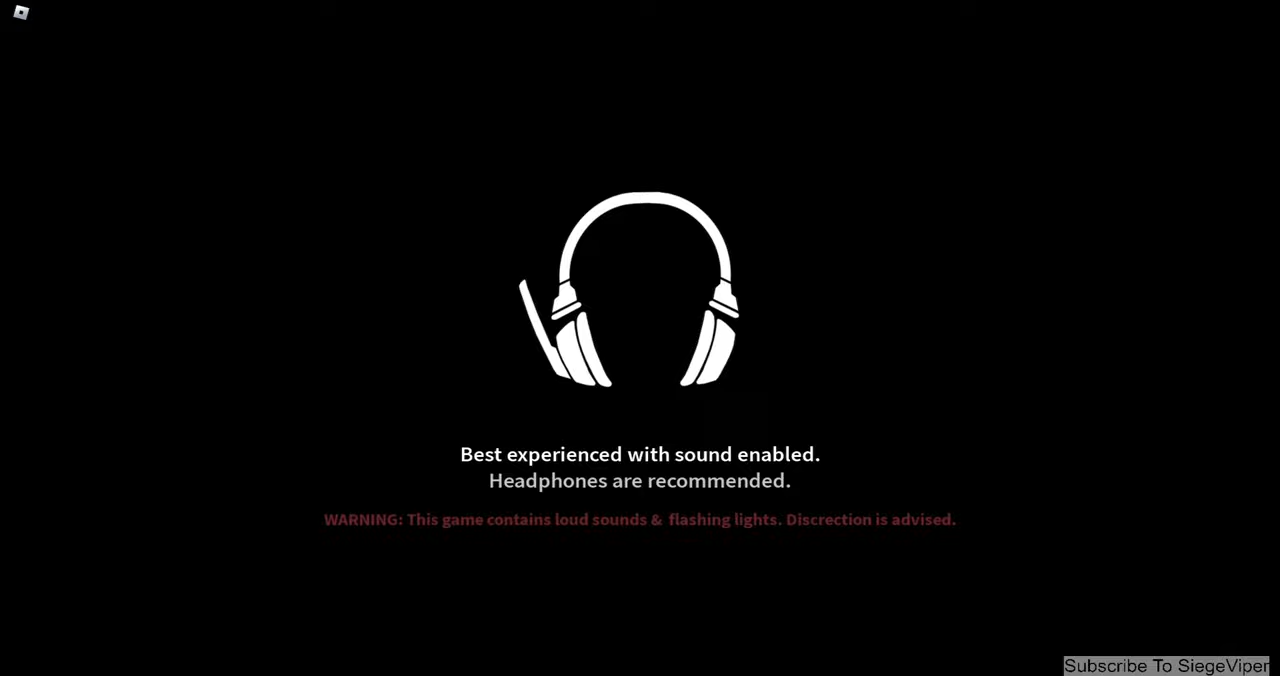 Best experienced with sound enabled.
Headphones are recommended.
WARNING: This game contains loud sounds & flashing lights. Discrection is advised.
Subscribe To SiegeViper